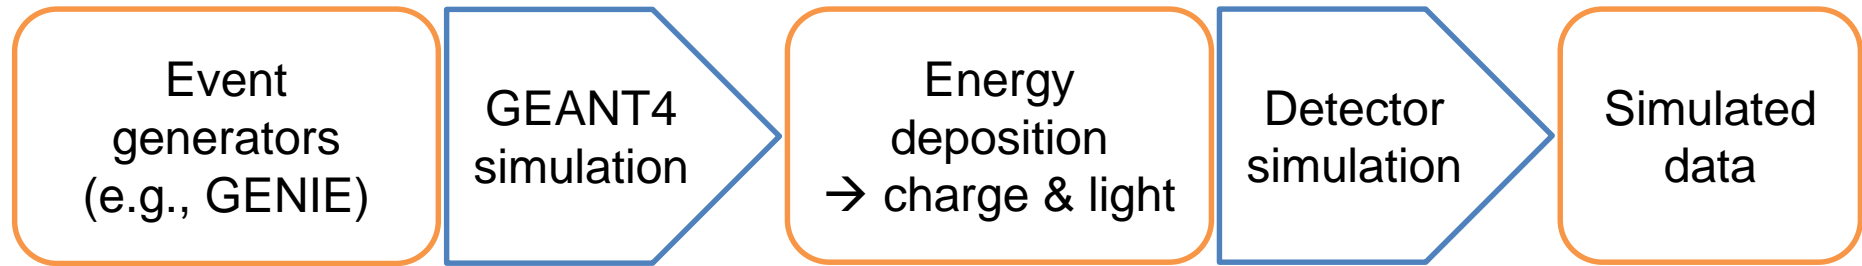 Event
generators
(e.g., GENIE)
GEANT4
simulation
Energy
deposition
→ charge & light
Detector
simulation
Simulated
data